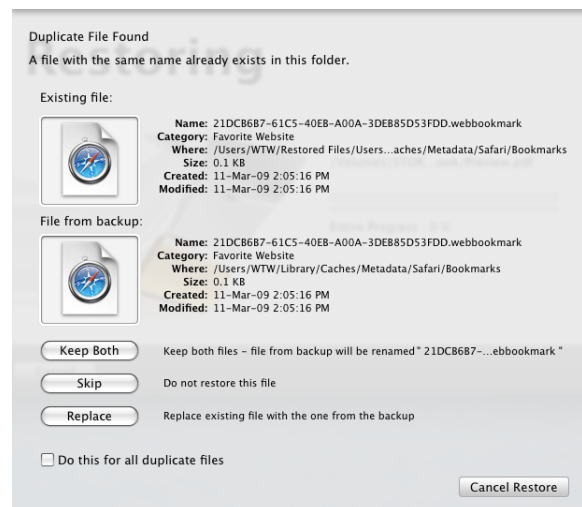 Restoring
Duplicate File Found
A file with the same name already exists in this folder.
Existing file:
Name: 21DCB6B7-61C5-40EB-A00A-3DEB85D53FDD.webbookmark
Category: Favorite Website
Where: /Users/WTW/Restored Files/Users...aches/Metadata/Safari/Bookmarks
Size: 0.1 KB
Created: 11-Mar-09 2:05:16 PM
Modified: 11-Mar-09 2:05:16 PM
File from backup:
Name: 21DCB6B7-61C5-40EB-A00A-3DEB85D53FDD.webbookmark
Category: Favorite Website
Where: /Users/WTW/Library/Caches/Metadata/Safari/Bookmarks
Size: 0.1 KB
Created: 11-Mar-09 2:05:16 PM
Modified: 11-Mar-09 2:05:16 PM
Keep Both Keep both files - file from backup will be renamed" 21DCB6B7-...ebbookmark "
Skip Do not restore this file
Replace Replace existing file with the one from the backup
Do this for all duplicate files
Cancel Restore